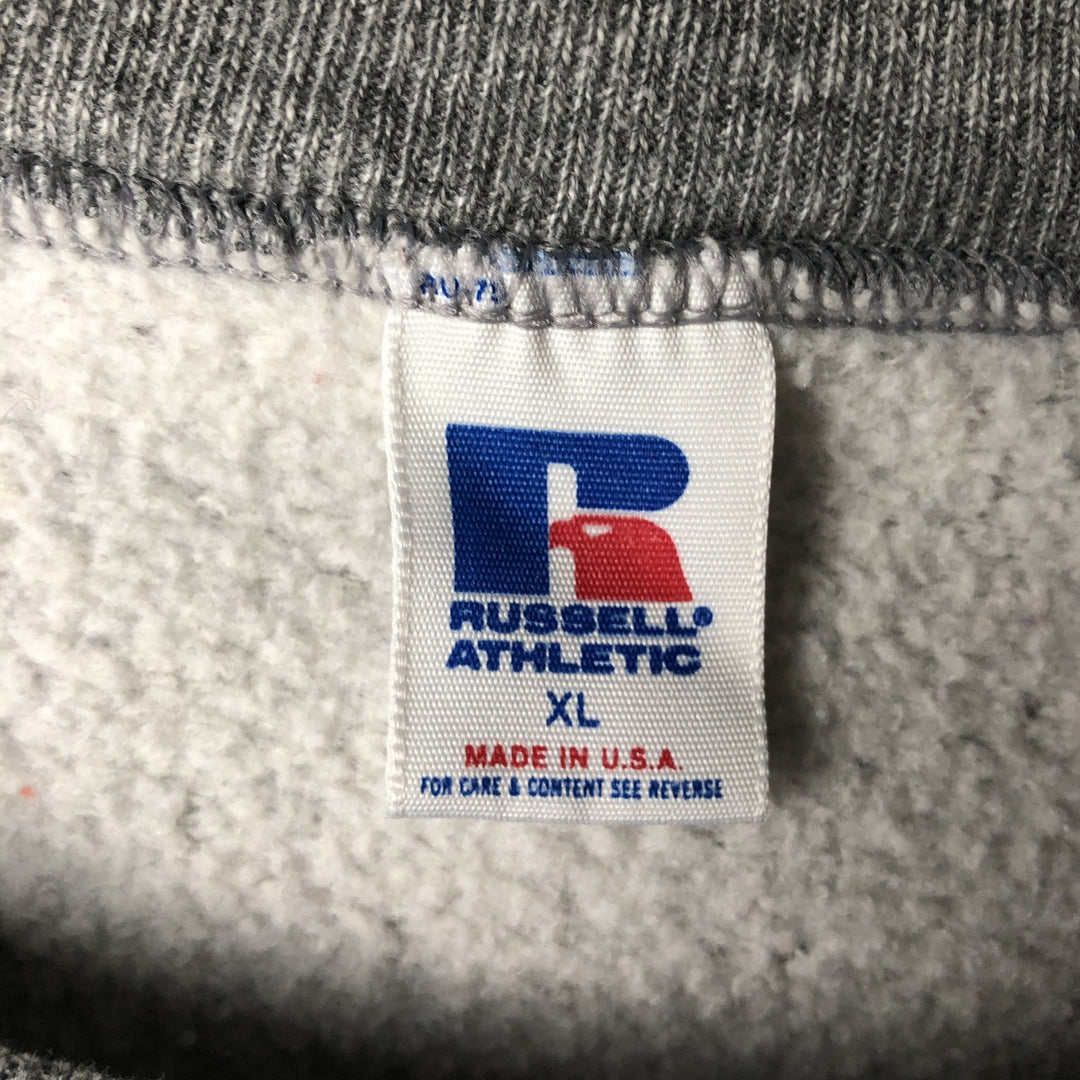 RUSSELL®
ATHLETIC
XL
MADE IN U.S.A.
FOR CARE & CONTENT SEE REVERSE